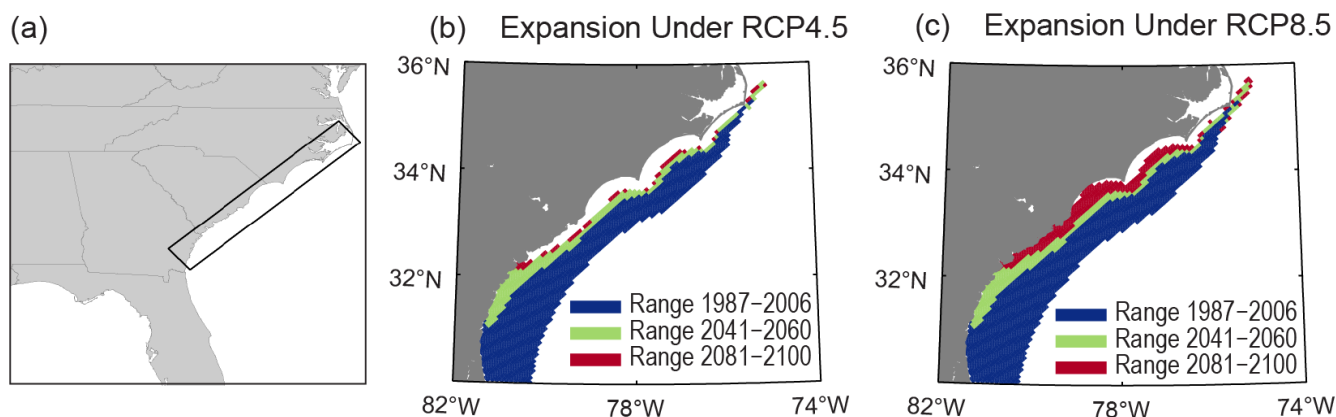 (a)
(b) Expansion Under RCP4.5
36°N
34°N
32°N
Range 1987−2006
Range 2041−2060
Range 2081−2100
82°W 78°W 74°W
(c) Expansion Under RCP8.5
36°N
34°N
32°N
Range 1987−2006
Range 2041−2060
Range 2081−2100
82°W 78°W 74°W